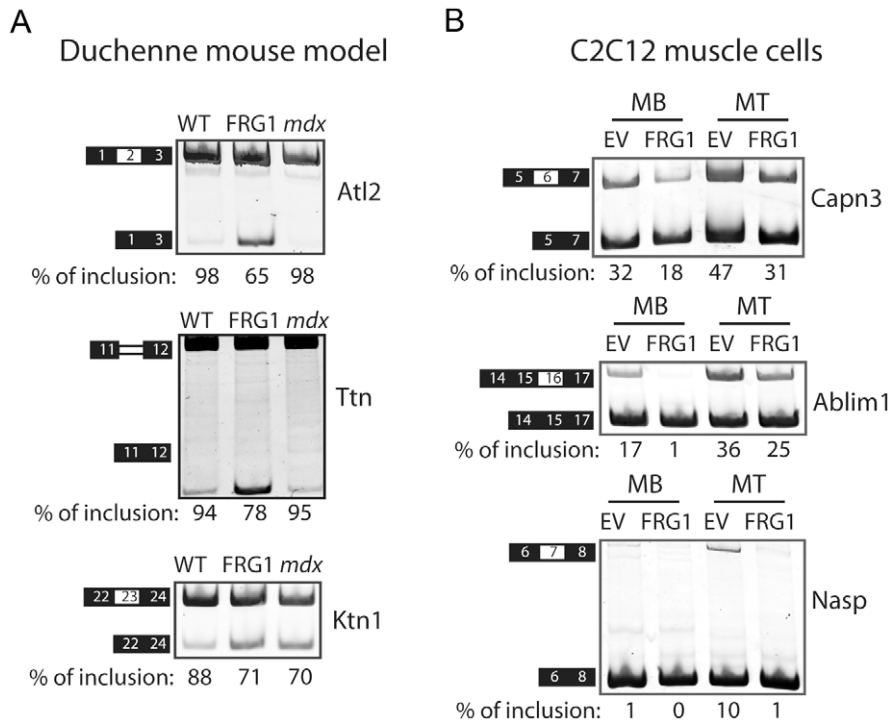 A
Duchenne mouse model
WT FRG1 mdx
1 2 3
1 3
Atl2
% of inclusion: 98 65 98
WT FRG1 mdx
11 12
11 12
Ttn
% of inclusion: 94 78 95
WT FRG1 mdx
22 23 24
22 24
Ktn1
% of inclusion: 88 71 70
B
C2C12 muscle cells
MB MT
EV FRG1 EV FRG1
5 6 7
5 7
Capn3
% of inclusion: 32 18 47 31
MB MT
EV FRG1 EV FRG1
14 15 16 17
14 15 17
Ablim1
% of inclusion: 17 1 36 25
MB MT
EV FRG1 EV FRG1
6 7 8
6 8
Nasp
% of inclusion: 1 0 10 1